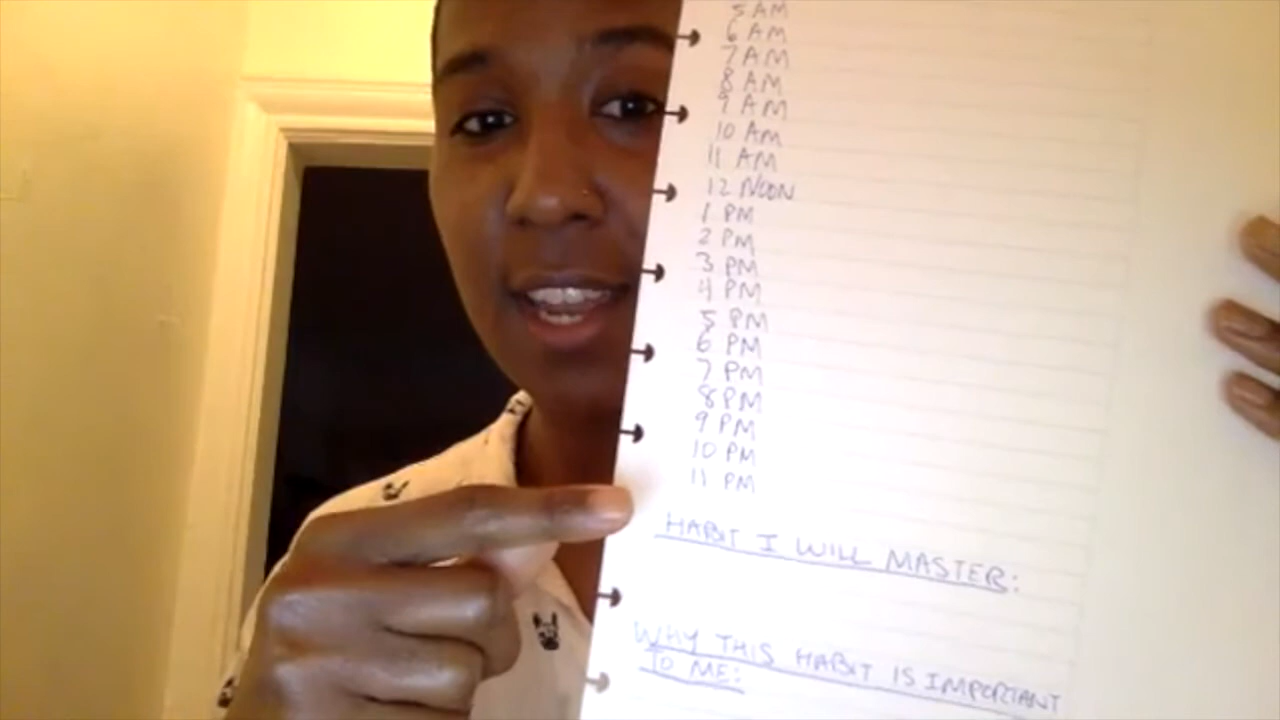 5 AM
6 AM
7 AM
8 AM
9 AM
10 AM
11 AM
12 NOON
1 PM
2 PM
3 PM
4 PM
5 PM
6 PM
7 PM
8 PM
9 PM
10 PM
11 PM
HABIT I WILL MASTER:
WHY THIS HABIT IS IMPORTANT
TO ME: